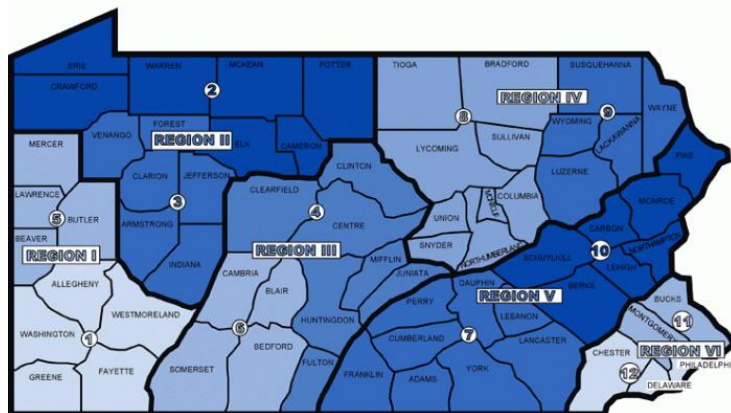 ERIE
WARREN
MCKEAN
POTTER
CRAWFORD
2
TIOGA
BRADFORD
SUSQUEHANNA
REGION IV
WAYNE
8
9
FOREST
VENANGO
REGION II
ELK
CAMERON
WYOMING
LACKAWANNA
SULLIVAN
LYCOMING
MERCER
CLINTON
PIKE
LUZERNE
CLARION
JEFFERSON
CLEARFIELD
COLUMBIA
MONROE
LAWRENCE
3
4
5
BUTLER
ARMSTRONG
CENTRE
UNION
CARBON
BEAVER
SNYDER
NORTHUMBERLAND
NORTHAMPTON
REGION I
REGION III
10
INDIANA
MIFFLIN
SCHUYLKILL
LEHIGH
CAMBRIA
JUNIATA
ALLEGHENY
BLAIR
PERRY
DAUPHIN
BERKS
REGION V
BUCKS
WESTMORELAND
LEBANON
MONTGOMERY
11
HUNTINGDON
WASHINGTON
1
6
CUMBERLAND
7
LANCASTER
BEDFORD
REGION VI
CHESTER
PHILADELPHI
GREENE
FAYETTE
SOMERSET
FULTON
FRANKLIN
ADAMS
YORK
12
DELAWARE